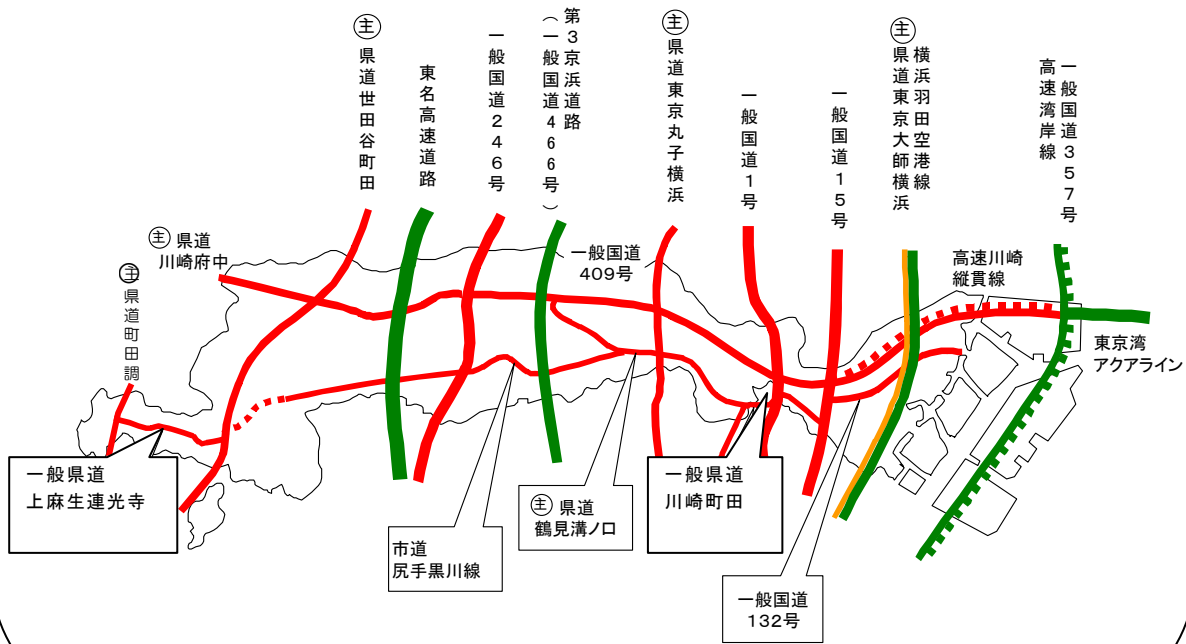 ㊗主 県道世田谷町田
東名高速道路
一般国道246号
第3京浜道路
(一般国道466号)
主 県道東京丸子横浜
一般国道1号
一般国道15号
横浜羽田空港線
主 県道東京大師横浜
一般国道357号
高速湾岸線
主 県道
川崎府中
主 県道町田調
一般国道
409号
高速川崎
縦貫線
東京湾
アクアライン
一般県道
上麻生連光寺
市道
尻手黒川線
主 県道
鶴見溝ノ口
一般県道
川崎町田
一般国道
132号